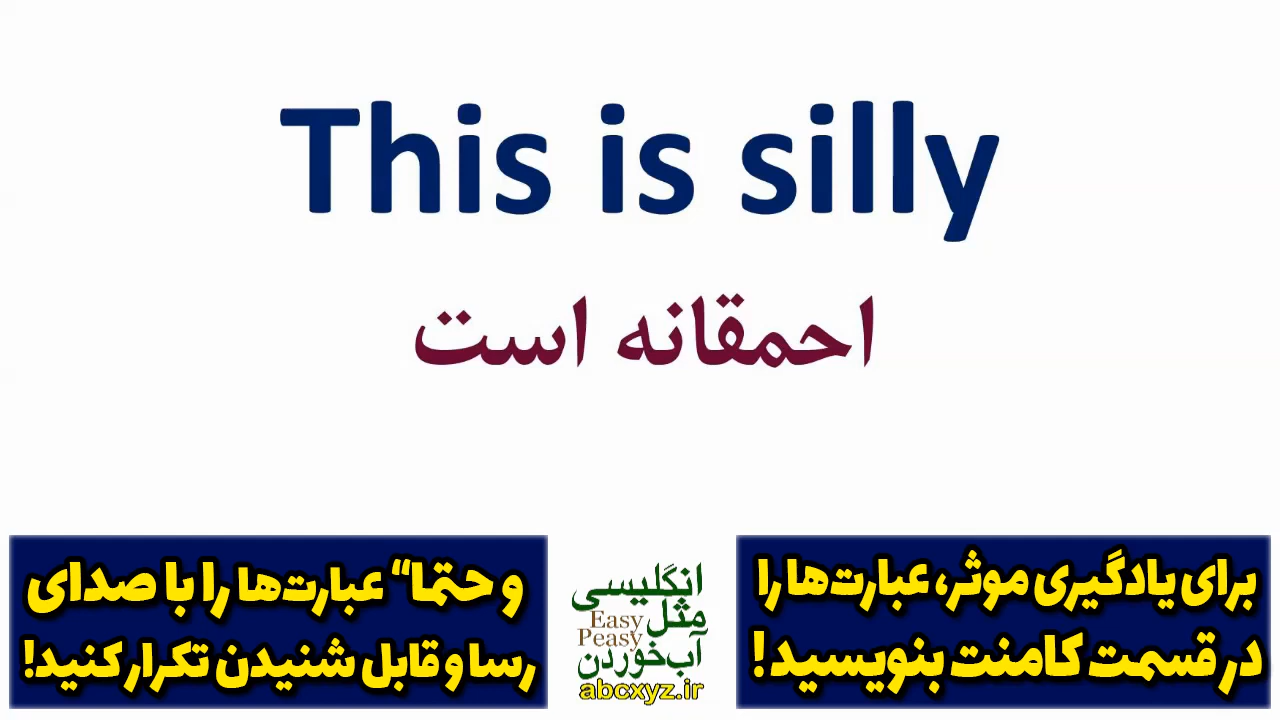 This is silly
احمقانه است
برای یادگیری موثر، عبارت‌ها را
در قسمت کامنت بنویسید!
و حتما“ عبارت‌ها را با صدای
رسا و قابل شنیدن تکرار کنید!
انگلیسی
مثل
Easy
Peasy
آب‌خوردن
abcxyz.ir